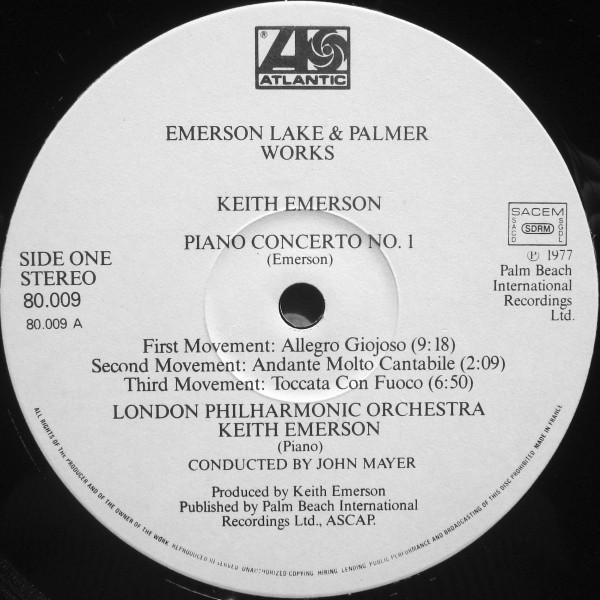 ATLANTIC
EMERSON LAKE & PALMER
WORKS
KEITH EMERSON
PIANO CONCERTO NO. 1
(Emerson)
SIDE ONE
STEREO
80.009
80.009 A
SACEM
SACD
SDRM
SGDL
℗ 1977
Palm Beach
International
Recordings
Ltd.
First Movement: Allegro Giojoso (9:18)
Second Movement: Andante Molto Cantabile (2:09)
Third Movement: Toccata Con Fuoco (6:50)
LONDON PHILHARMONIC ORCHESTRA
KEITH EMERSON
(Piano)
CONDUCTED BY JOHN MAYER
Produced by Keith Emerson
Published by Palm Beach International
Recordings Ltd., ASCAP.
ALL RIGHTS OF THE PRODUCER AND OF THE OWNER OF THE WORK REPRODUCED RESERVED UNAUTHORIZED COPYING HIRING LENDING PUBLIC PERFORMANCE AND BROADCASTING OF THIS DISC PROHIBITED MADE IN FRANCE